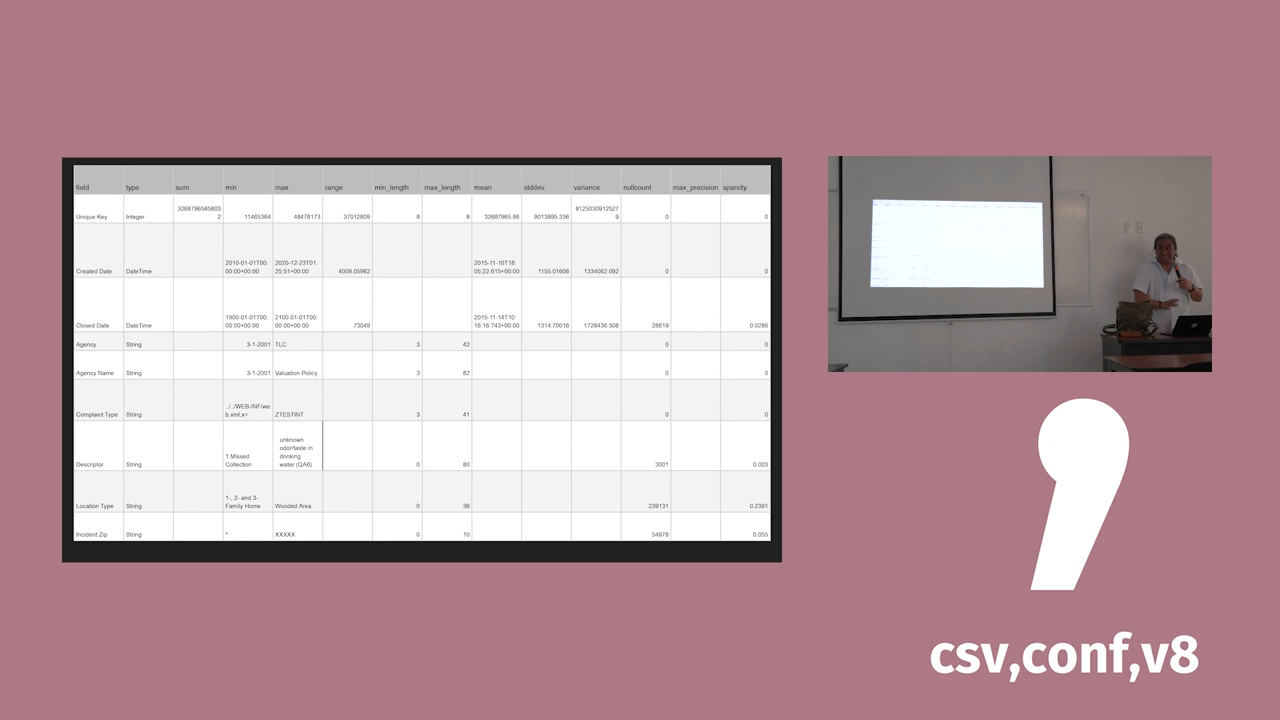 field type sum min max range min_length max_length mean stddev variance nullcount max_precision sparsity
3268796585803 8125030912527
Unique Key Integer 2 11465364 48478173 37012809 8 8 32687965.86 9013895.336 9 0 0
2010-01-01T00: 2020-12-23T01: 2015-11-10T18:
Created Date DateTime 00:00+00:00 25:51+00:00 4009.05962 05:22.615+00:00 1155.01606 1334062.092 0 0
1900-01-01T00: 2100-01-01T00: 2015-11-14T10:
Closed Date DateTime 00:00+00:00 00:00+00:00 73049 16:16.743+00:00 1314.70016 1728436.508 28619 0.0286
Agency String 3-1-2001 TLC 3 42 0 0
Agency Name String 3-1-2001 Valuation Policy 3 82 0 0
../../WEB-INF/we
Complaint Type String b.xml;x= ZTESTINT 3 41 0 0
unknown
odor/taste in
1 Missed drinking
Descriptor String Collection water (QA6) 0 80 3001 0.003
1-, 2- and 3-
Location Type String Family Home Wooded Area 0 36 239131 0.2391
Incident Zip String * XXXXX 0 10 54978 0.055
csv,conf,v8